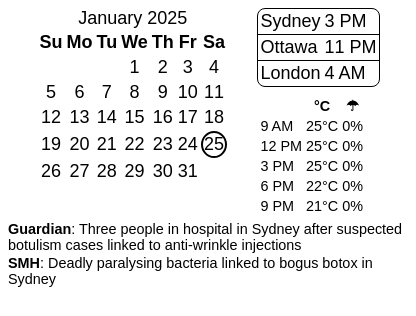 January 2025
Su Mo Tu We Th Fr Sa
1 2 3 4
5 6 7 8 9 10 11
12 13 14 15 16 17 18
19 20 21 22 23 24 25
26 27 28 29 30 31
Sydney 3 PM
Ottawa 11 PM
London 4 AM
°C ☂
9 AM 25°C 0%
12 PM 25°C 0%
3 PM 25°C 0%
6 PM 22°C 0%
9 PM 21°C 0%
Guardian: Three people in hospital in Sydney after suspected
botulism cases linked to anti-wrinkle injections
SMH: Deadly paralysing bacteria linked to bogus botox in
Sydney